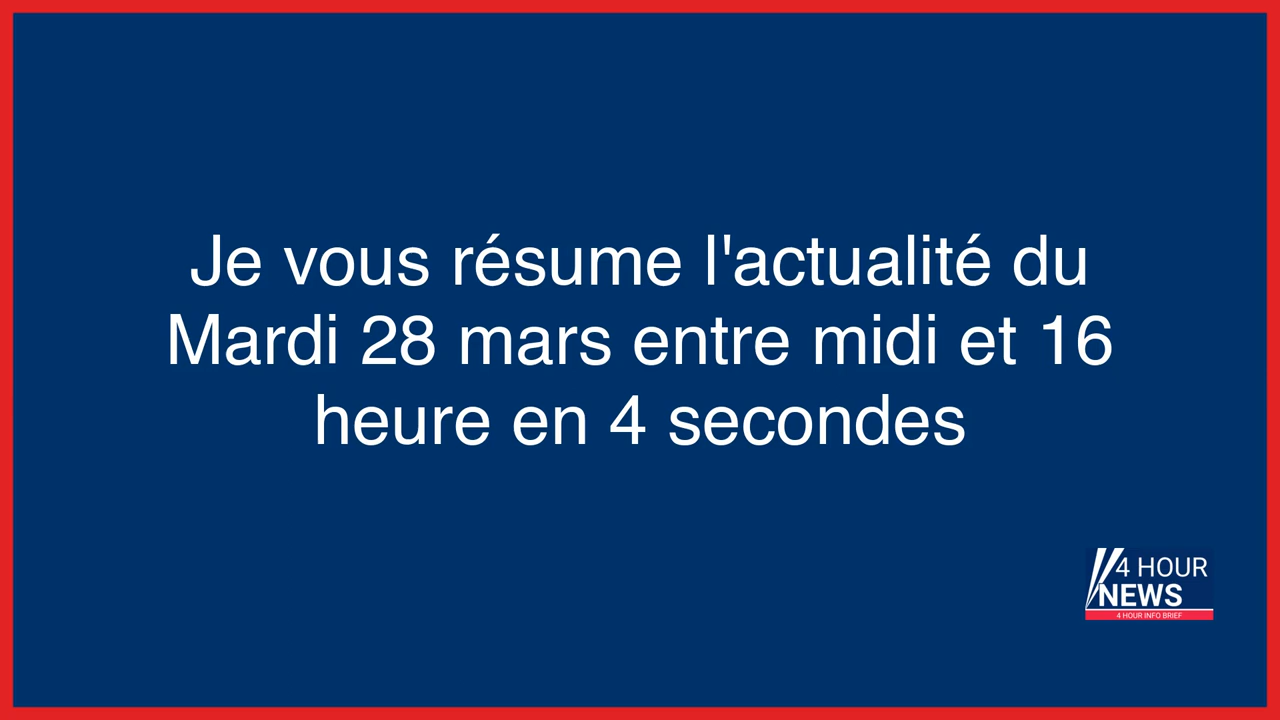 Je vous résume l'actualité du
Mardi 28 mars entre midi et 16
heure en 4 secondes
4 HOUR
NEWS
4 HOUR INFO BRIEF